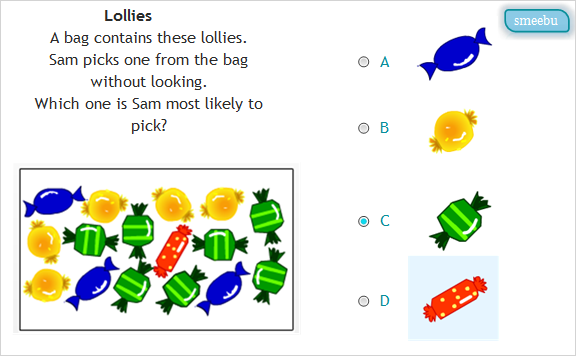 Lollies
A bag contains these lollies.
Sam picks one from the bag
without looking.
Which one is Sam most likely to
pick?
smeebu
A
B
C
D